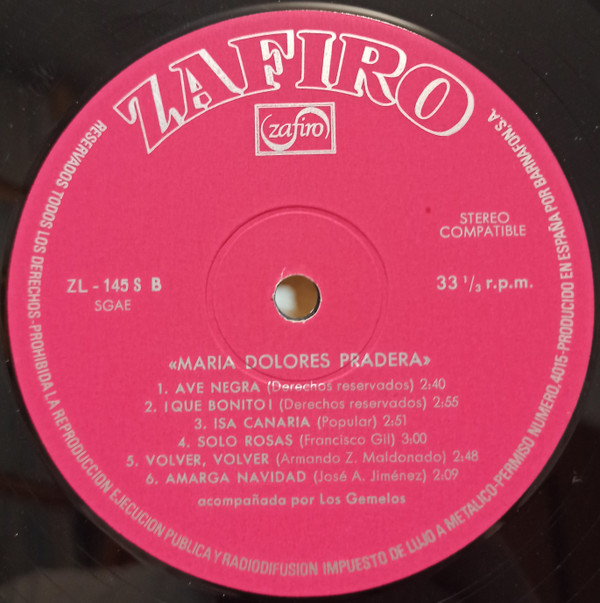 ZAFIRO
zafiro
STEREO
COMPATIBLE
ZL - 145 S B
SGAE
33 1/3 r.p.m.
«MARIA DOLORES PRADERA»
1. AVE NEGRA (Derechos reservados) 2:40
2. ¡QUE BONITO! (Derechos reservados) 2:55
3. ISA CANARIA (Popular) 2:51
4. SOLO ROSAS (Francisco Gil) 3:00
5. VOLVER, VOLVER (Armando Z. Maldonado) 2:48
6. AMARGA NAVIDAD (José A. Jiménez) 2:09
acompañada por Los Gemelos
RESERVADOS TODOS LOS DERECHOS-PROHIBIDA LA REPRODUCCION EJECUCION PUBLICA Y RADIODIFUSION IMPUESTO DE LUJO A METALICO-PERMISO NUMERO. 4015-PRODUCIDO EN ESPAÑA POR BARNAFON, S.A.